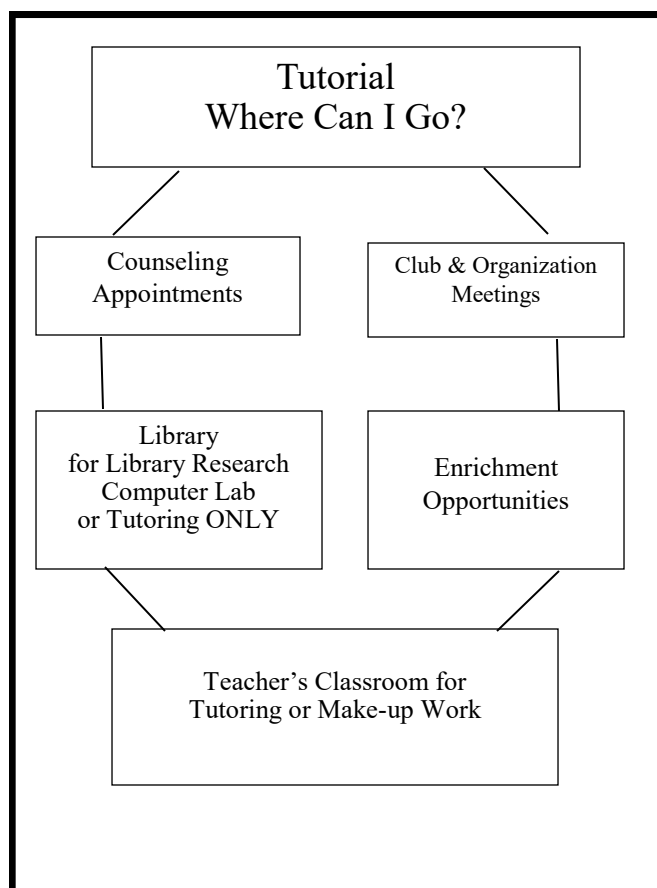 Tutorial
Where Can I Go?
Counseling
Appointments
Club & Organization
Meetings
Library
for Library Research
Computer Lab
or Tutoring ONLY
Enrichment
Opportunities
Teacher’s Classroom for
Tutoring or Make-up Work